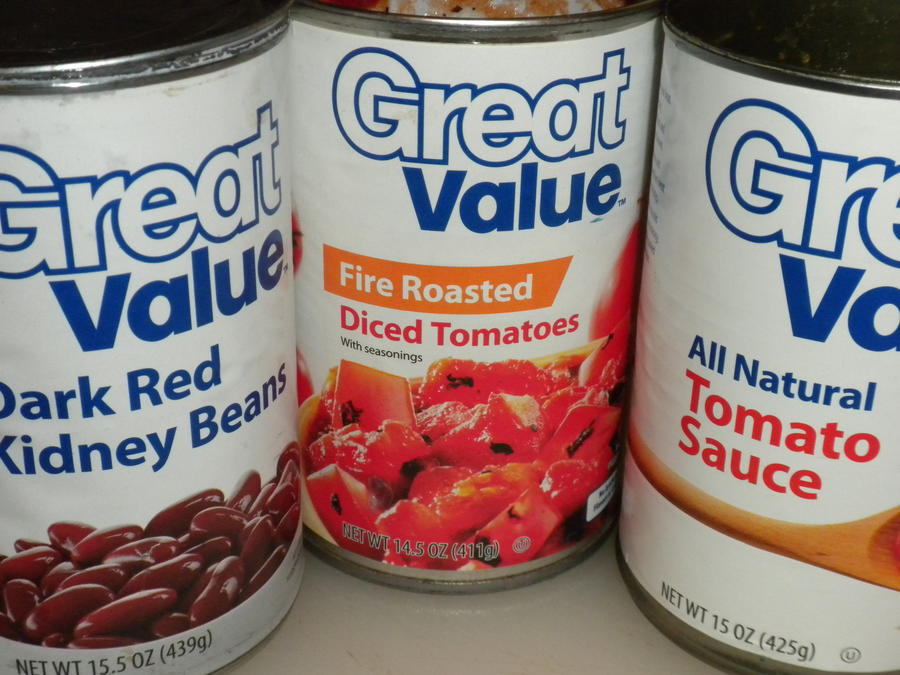 Great
Value
Dark Red
Kidney Beans
NET WT 15.5 OZ (439g)
Great
Value™
Fire Roasted
Diced Tomatoes
With seasonings
NET WT 14.5 OZ (411g) U
Gre
Va
All Natural
Tomato
Sauce
NET WT 15 OZ (425g) U